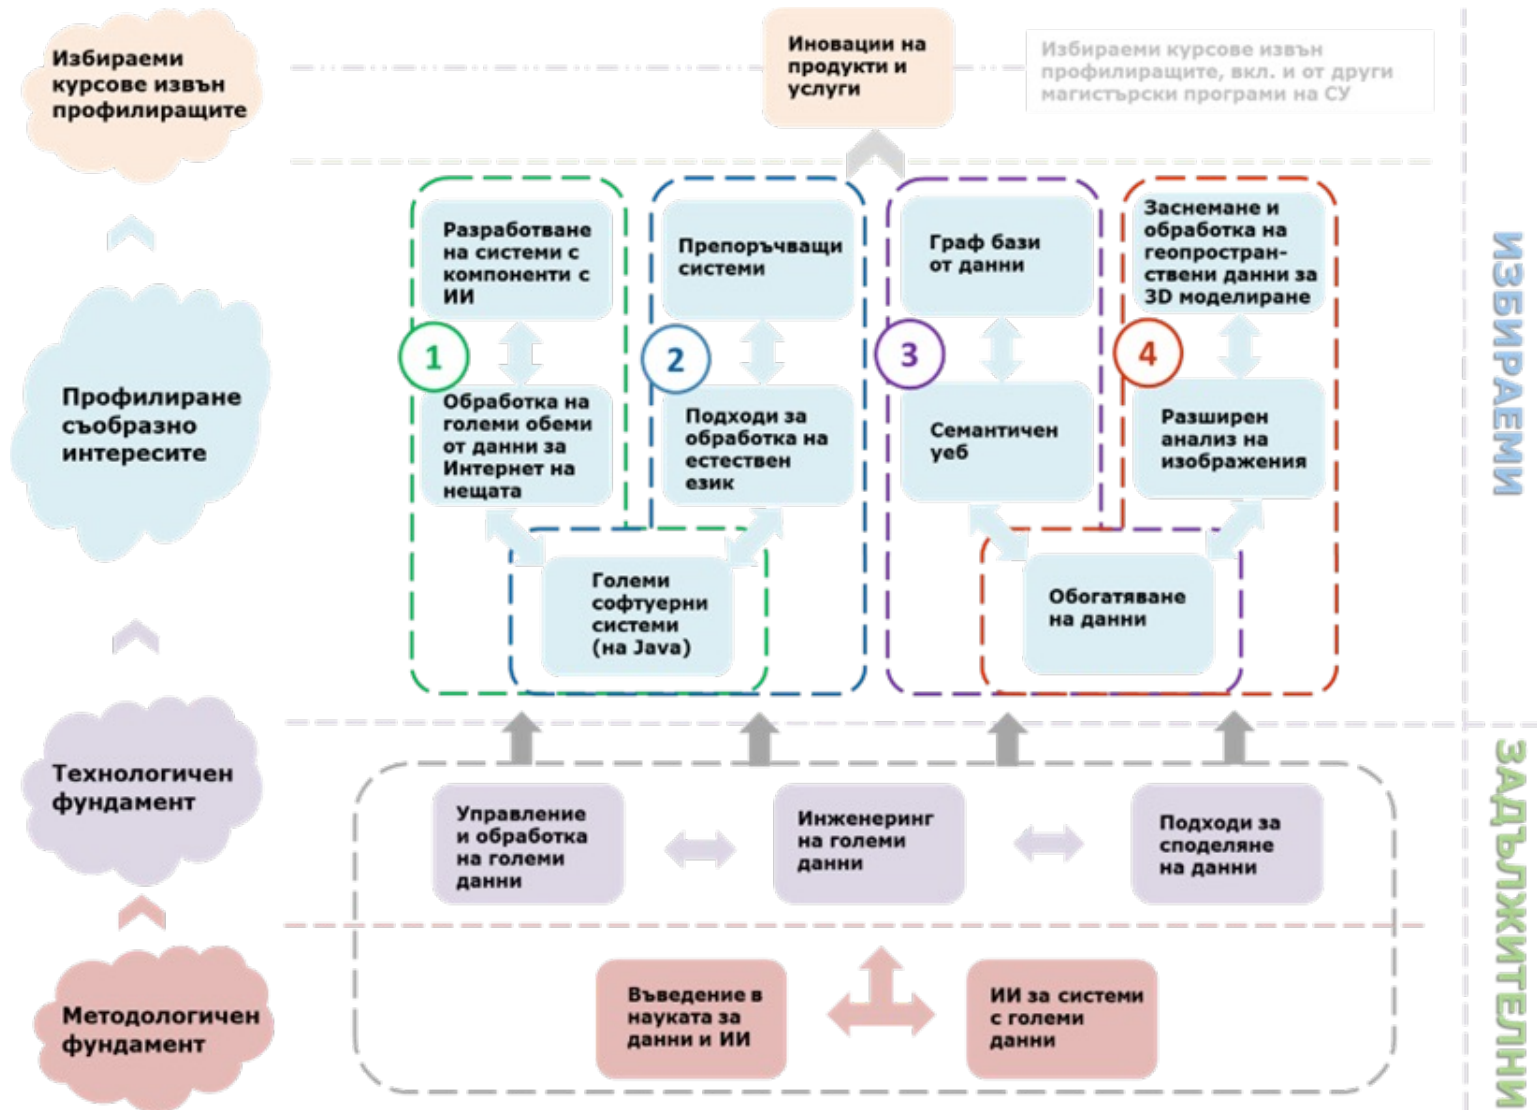 Избираеми
курсове извън
профилиращите
Иновации на
продукти и
услуги
Избираеми курсове извън
профилиращите, вкл. и от други
магистърски програми на СУ
Разработване
на системи с
компоненти с
ИИ
Препоръчващи
системи
Граф бази
от данни
Заснемане и
обработка на
геопростран-
ствени данни за
3D моделиране
1
2
3
4
Профилиране
съобразно
интересите
Обработка на
големи обеми
от данни за
Интернет на
нещата
Подходи за
обработка на
естествен
език
Семантичен
уеб
Разширен
анализ на
изображения
Големи
софтуерни
системи
(на Java)
Обогатяване
на данни
ИЗБИРАЕМИ
Технологичен
фундамент
Управление
и обработка
на големи
данни
Инженеринг
на големи
данни
Подходи за
споделяне
на данни
Методологичен
фундамент
Въведение в
науката за
данни и ИИ
ИИ за системи
с големи
данни
ЗАДЪЛЖИТЕЛНИ